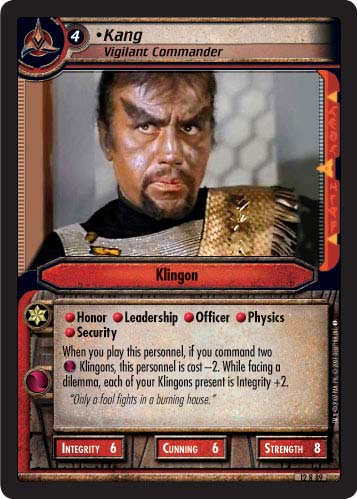 4
•Kang
Vigilant Commander
Klingon
Honor Leadership Officer Physics
Security
When you play this personnel, if you command two
Klingons, this personnel is cost –2. While facing a
dilemma, each of your Klingons present is Integrity +2.
"Only a fool fights in a burning house."
INTEGRITY 6 CUNNING 6 STRENGTH 8
12 R 89